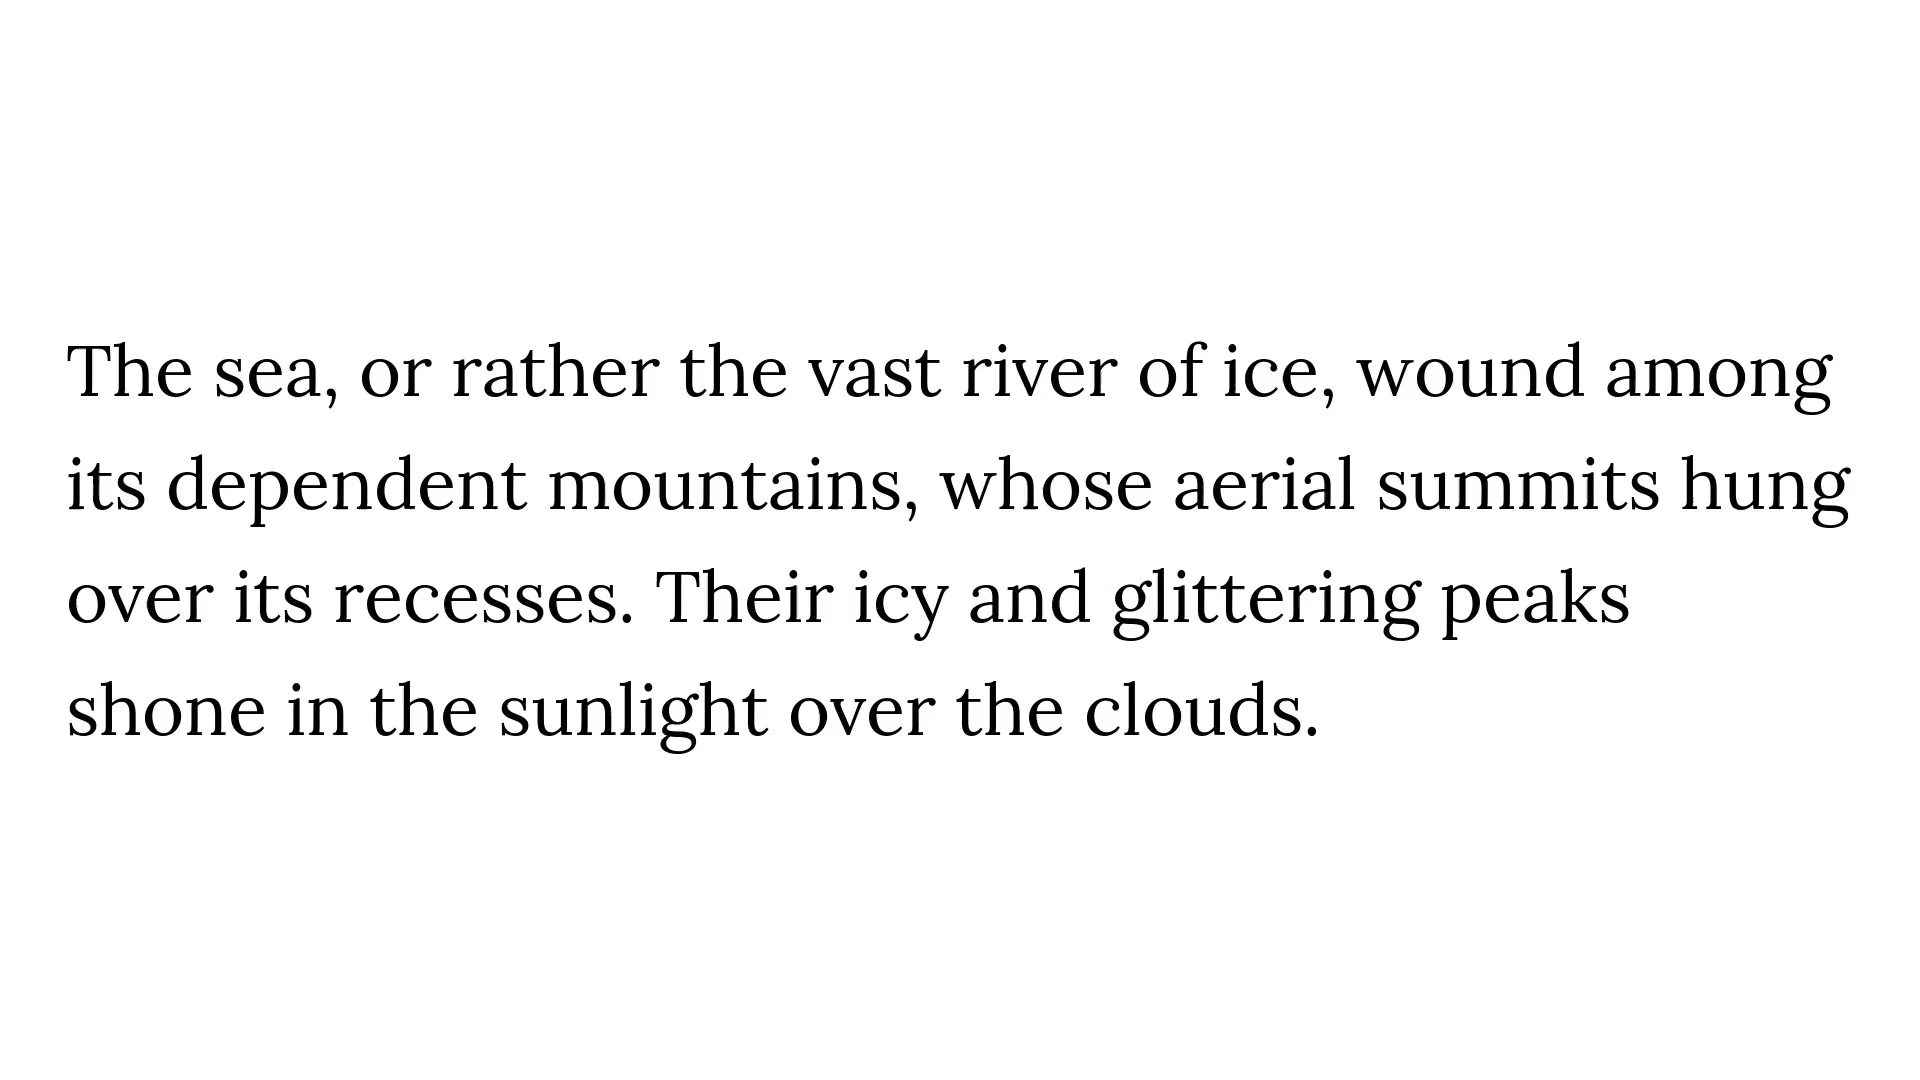 The sea, or rather the vast river of ice, wound among
its dependent mountains, whose aerial summits hung
over its recesses. Their icy and glittering peaks
shone in the sunlight over the clouds.